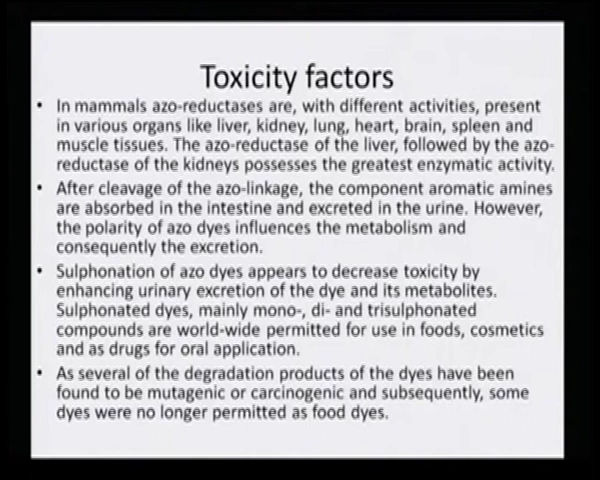 Toxicity factors
• In mammals azo-reductases are, with different activities, present
in various organs like liver, kidney, lung, heart, brain, spleen and
muscle tissues. The azo-reductase of the liver, followed by the azo-
reductase of the kidneys possesses the greatest enzymatic activity.
• After cleavage of the azo-linkage, the component aromatic amines
are absorbed in the intestine and excreted in the urine. However,
the polarity of azo dyes influences the metabolism and
consequently the excretion.
• Sulphonation of azo dyes appears to decrease toxicity by
enhancing urinary excretion of the dye and its metabolites.
Sulphonated dyes, mainly mono-, di- and trisulphonated
compounds are world-wide permitted for use in foods, cosmetics
and as drugs for oral application.
• As several of the degradation products of the dyes have been
found to be mutagenic or carcinogenic and subsequently, some
dyes were no longer permitted as food dyes.